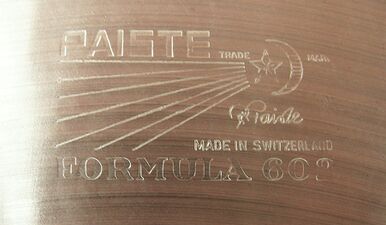 PAISTE
TRADE MARK
Paiste
MADE IN SWITZERLAND
FORMULA 602